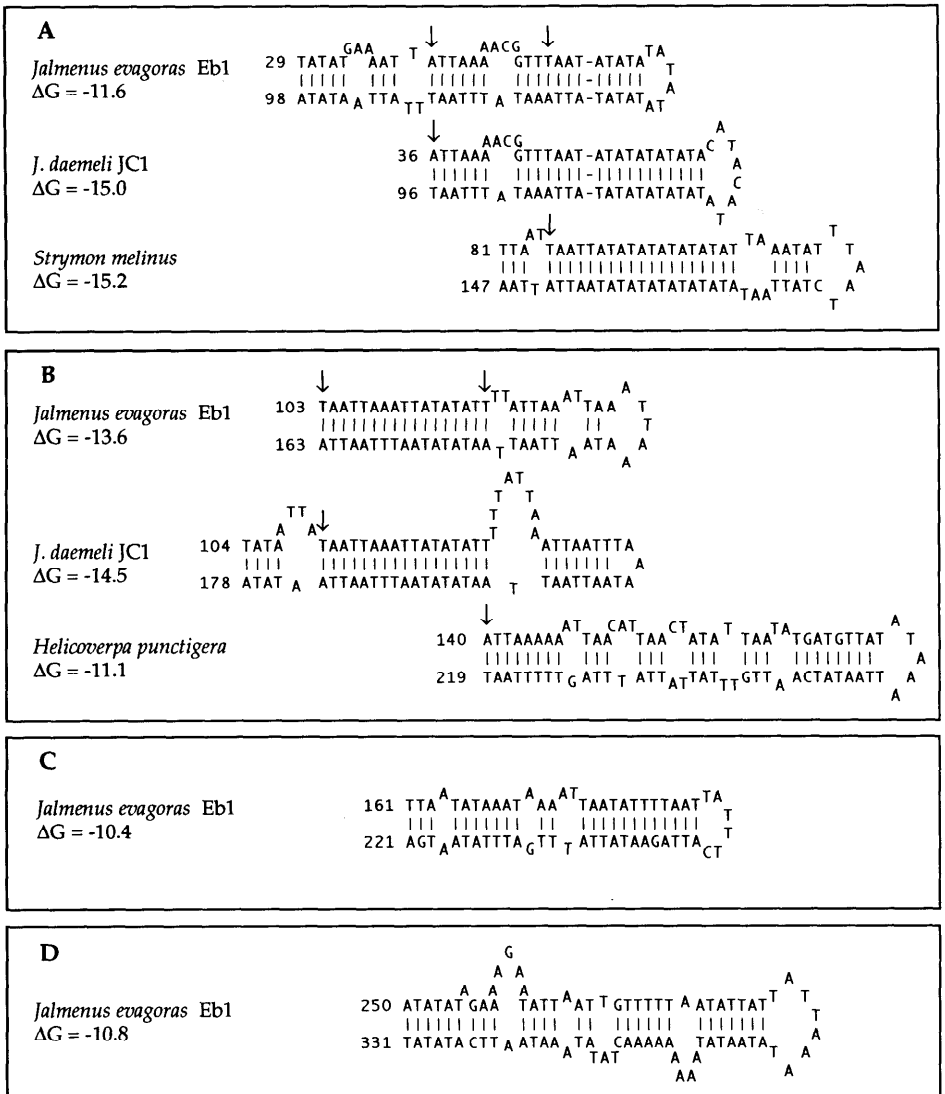 A
Jalmenus evagoras Eb1
ΔG = -11.6
29 TATAT GAA AAT T ATTAAA AACG GTTTAAT-ATATA TA
T
A
98 ATATA A TTA TT TAATTT A TAAATTA-TATAT AT
J. daemeli JC1
ΔG = -15.0
36 ATTAAA AACG GTTTAAT-ATATATATATA C A
T
A
C
A
96 TAATTT A TAAATTA-TATATATATAT A T
Strymon melinus
ΔG = -15.2
81 TTA AT TAATTATATATATATATAT TA AATAT T
T
A
A
147 AAT T ATTAATATATATATATATA TAA TTATC T
B
Jalmenus evagoras Eb1
ΔG = -13.6
103 TAATTAAATTATATATT TT ATTAA AT TAA A
T
T
A
163 ATTAATTTAATATATAA T TAATT A ATA A A
J. daemeli JC1
ΔG = -14.5
104 TATA A TT A TAATTAAATTATATATT T T T AT T A A ATTAATTTA
A
178 ATAT A ATTAATTTAATATATAA T TAATTAATA
Helicoverpa punctigera
ΔG = -11.1
140 ATTAAAAA AT TAA CAT TAA CT ATA T TAA TA TGATGTTAT A
T
A
A
219 TAATTTTT G ATT T ATT AT TAT TT GTT A ACTATAATT A
C
Jalmenus evagoras Eb1
ΔG = -10.4
161 TTA A TATAAAT A AA AT TAATATTTTAAT TA
T
T
221 AGT A ATATTTA G TT T ATTATAAGATTA CT
D
Jalmenus evagoras Eb1
ΔG = -10.8
250 ATATAT A GAA A A G A A TATT A ATT T GTTTTT A ATATTAT T A
T
T
A
A
331 TATATA CTT A ATAA A TA TAT CAAAAA A AA A TATAATA T A